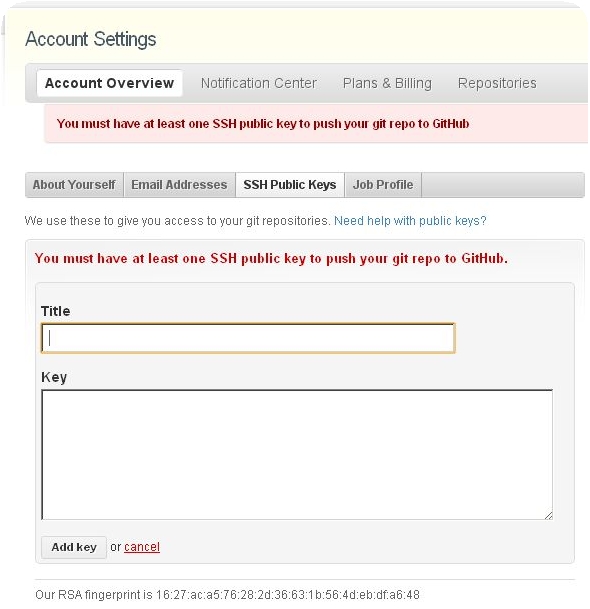 Account Settings
Account Overview Notification Center Plans & Billing Repositories
You must have at least one SSH public key to push your git repo to GitHub
About Yourself Email Addresses SSH Public Keys Job Profile
We use these to give you access to your git repositories. Need help with public keys?
You must have at least one SSH public key to push your git repo to GitHub.
Title
Key
Add key or cancel
Our RSA fingerprint is 16:27:ac:a5:76:28:2d:36:63:1b:56:4d:eb:df:a6:48